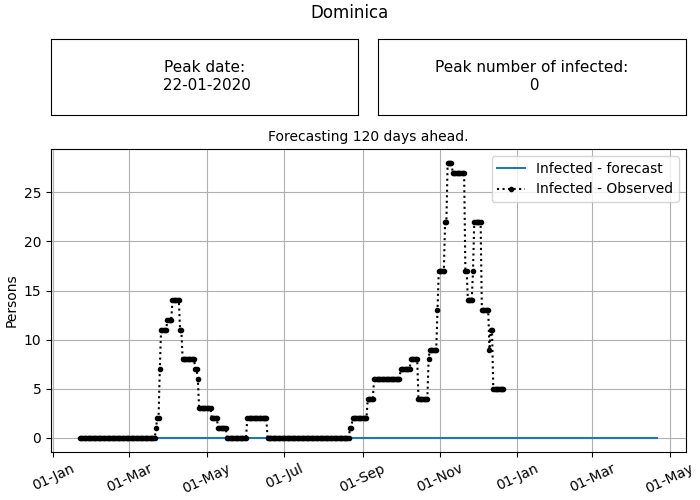 Dominica
Peak date:
22-01-2020
Peak number of infected:
0
Forecasting 120 days ahead.
Infected - forecast
Infected - Observed
Persons
25
20
15
10
5
0
01-Jan
01-Mar
01-May
01-Jul
01-Sep
01-Nov
01-Jan
01-Mar
01-May